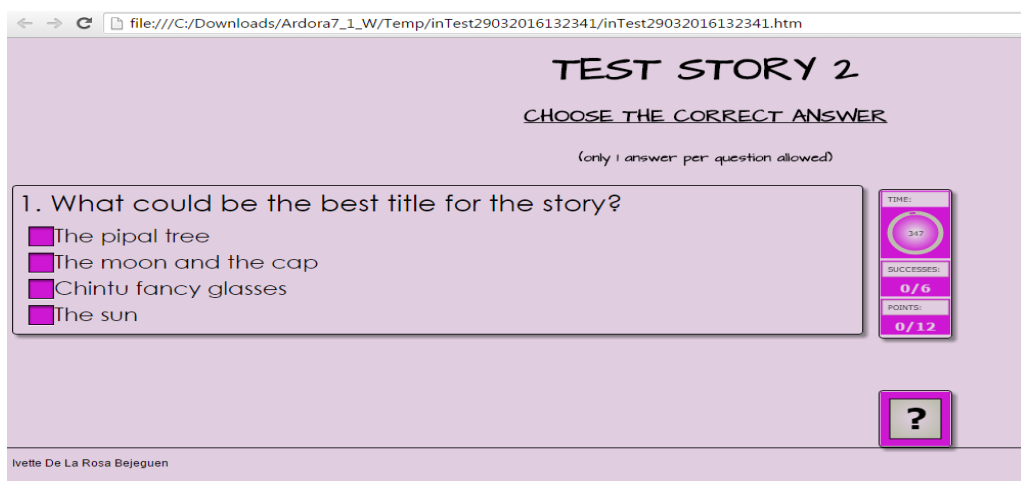 file:///C:/Downloads/Ardora7_1_W/Temp/inTest29032016132341/inTest29032016132341.htm
TEST STORY 2
CHOOSE THE CORRECT ANSWER
(only 1 answer per question allowed)
1. What could be the best title for the story?
The pipal tree
The moon and the cap
Chintu fancy glasses
The sun
TIME:
347
SUCCESSES:
0/6
POINTS:
0/12
?
Ivette De La Rosa Bejeguen